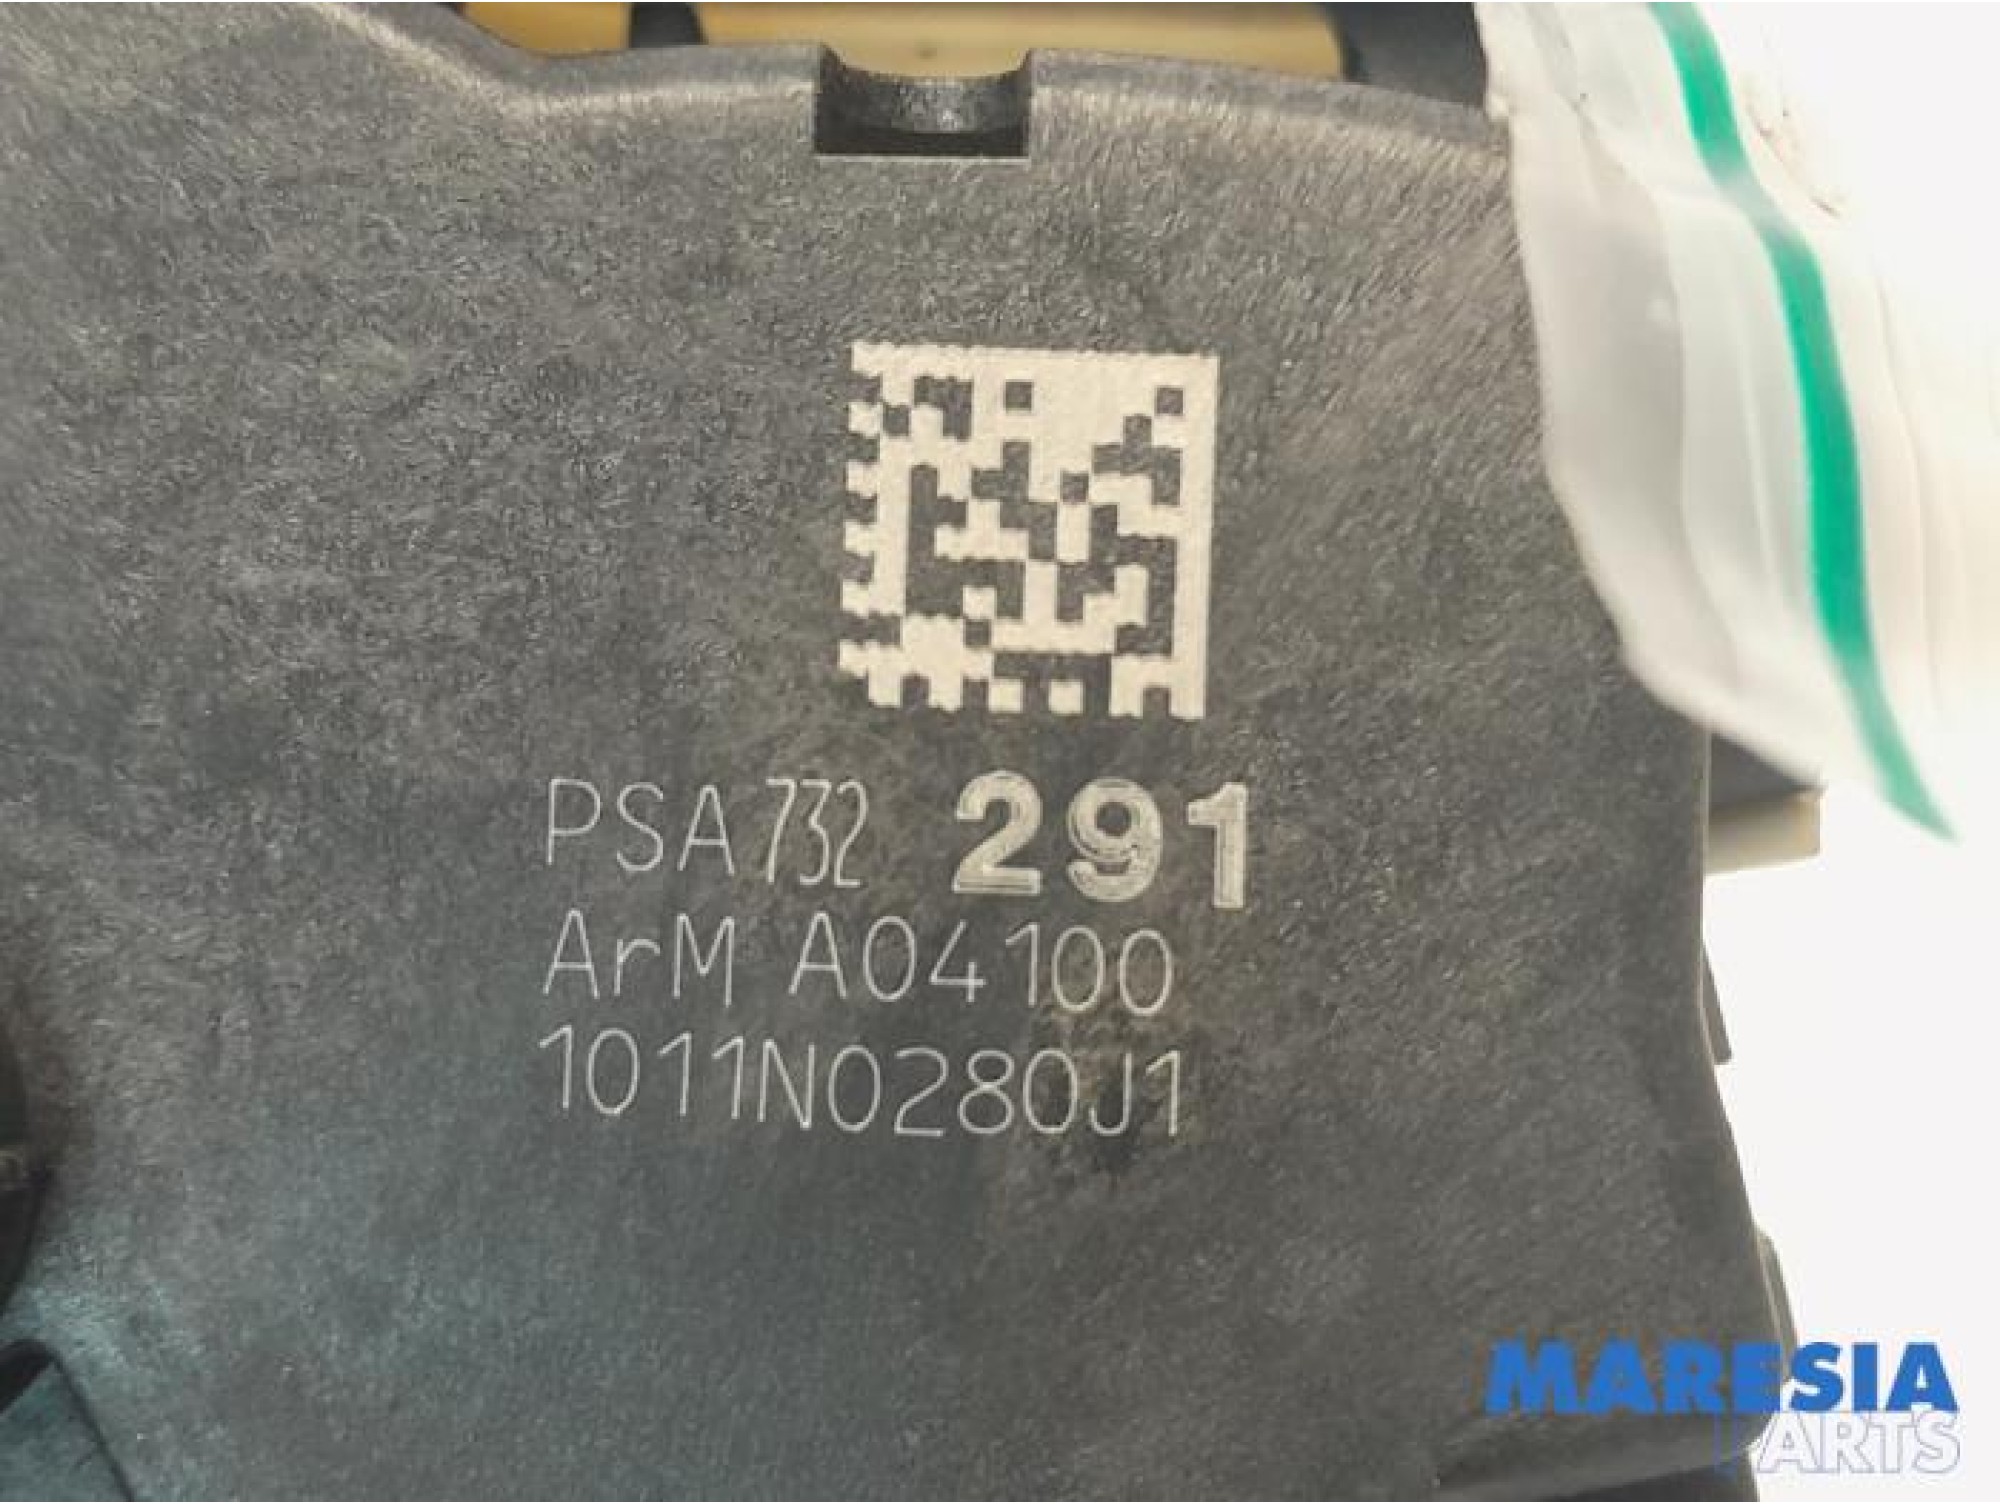 PSA 732 291
ArM A04100
1011N0280J1
MARESIA
PARTS